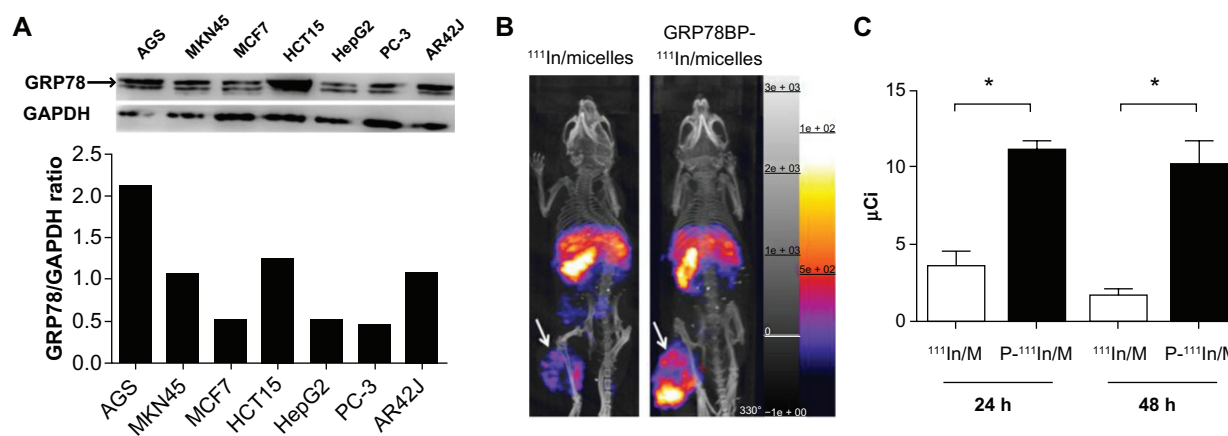 A
AGS
MKN45
MCF7
HCT15
HepG2
PC-3
AR42J
GRP78
GAPDH
GRP78/GAPDH ratio
2.5
2.0
1.5
1.0
0.5
0.0
AGS
MKN45
MCF7
HCT15
HepG2
PC-3
AR42J
B
¹¹¹In/micelles
GRP78BP-
¹¹¹In/micelles
3e + 03
2e + 03
1e + 03
0
−1e + 00
330°
1e + 02
5e + 02
C
µCi
15
10
5
0
*
*
¹¹¹In/M
P-¹¹¹In/M
¹¹¹In/M
P-¹¹¹In/M
24 h
48 h